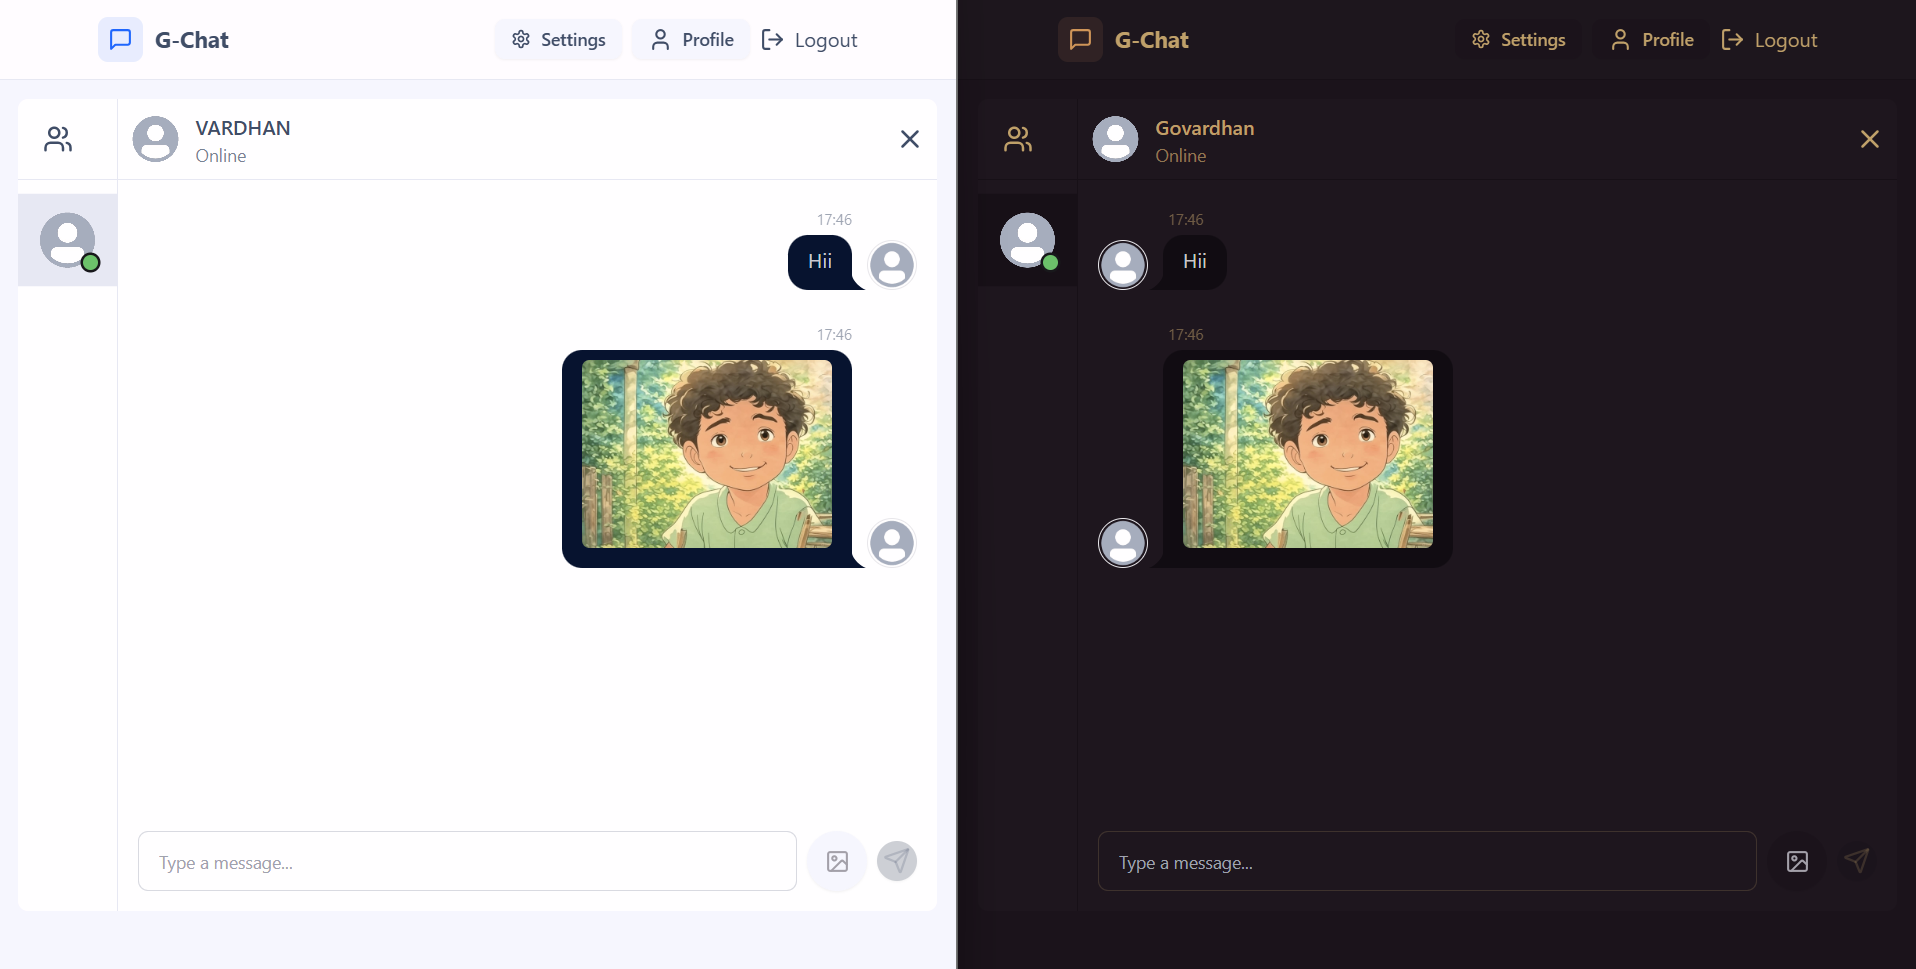 G-Chat
Settings
Profile
Logout
VARDHAN
Online
17:46
Hii
17:46
Type a message...
G-Chat
Settings
Profile
Logout
Govardhan
Online
17:46
Hii
17:46
Type a message...